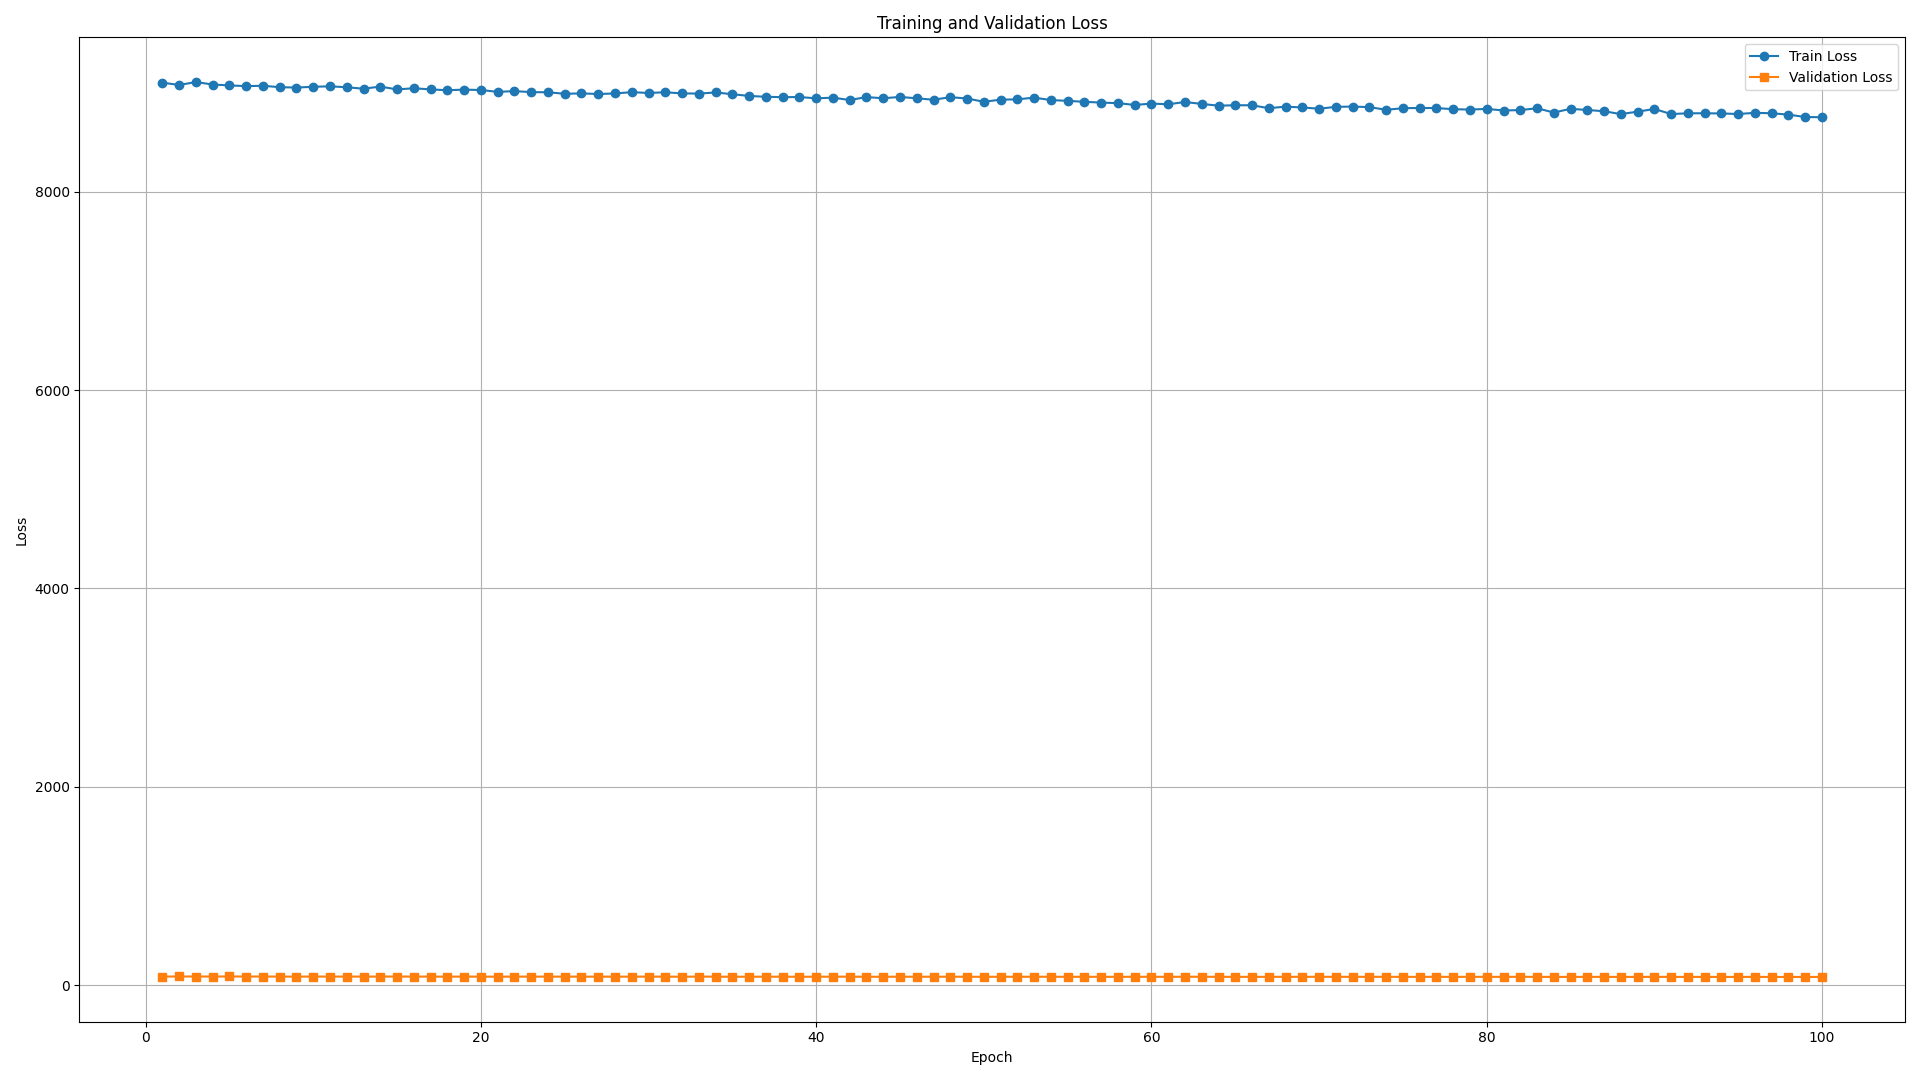 Training and Validation Loss
Train Loss
Validation Loss
8000
6000
4000
2000
0
Loss
0 20 40 60 80 100
Epoch